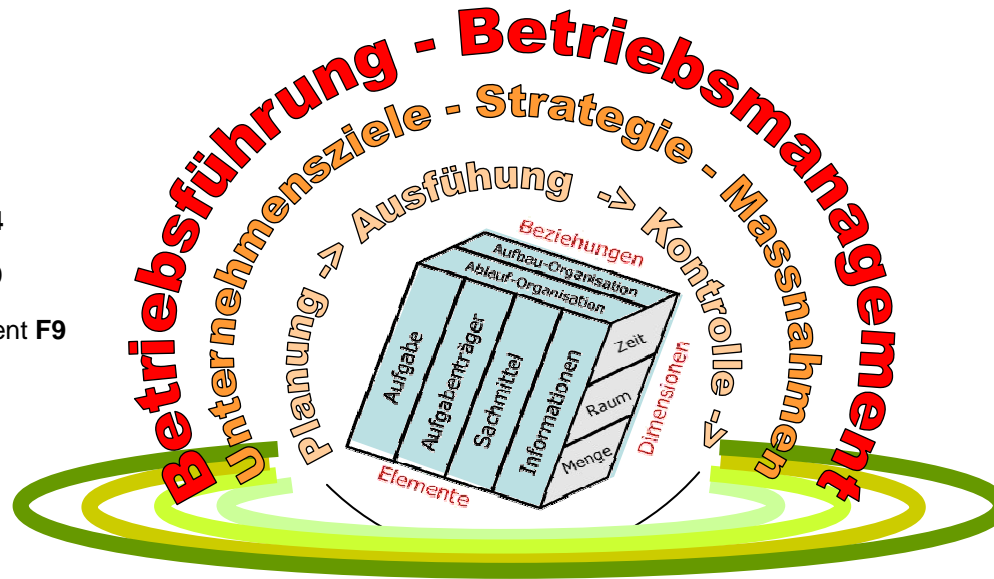 Betriebsführung - Betriebsmanagement
Unternehmensziele - Strategie - Massnahmen
Planung -> Ausfühung -> Kontrolle ->
4
ent F9
Beziehungen
Aufbau-Organisation
Ablauf-Organisation
Aufgabe
Aufgabenträger
Sachmittel
Informationen
Zeit
Raum
Menge
Dimensionen
Elemente